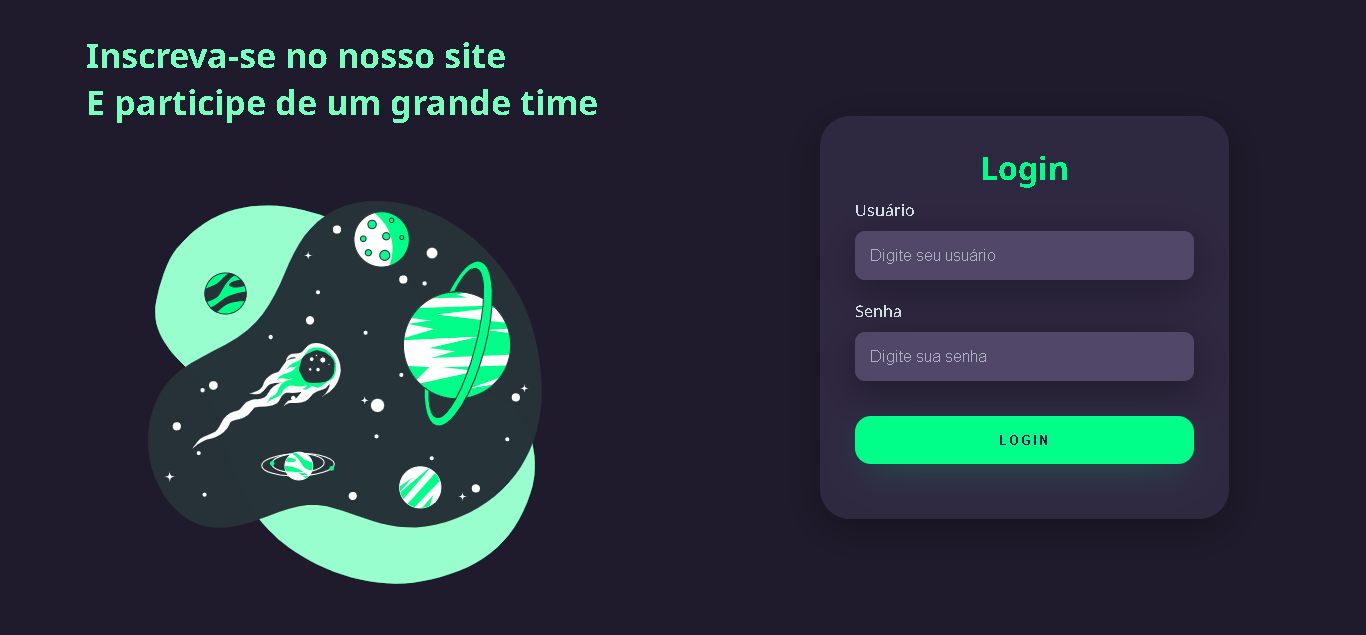 Inscreva-se no nosso site
E participe de um grande time
Login
Usuário
Digite seu usuário
Senha
Digite sua senha
LOGIN